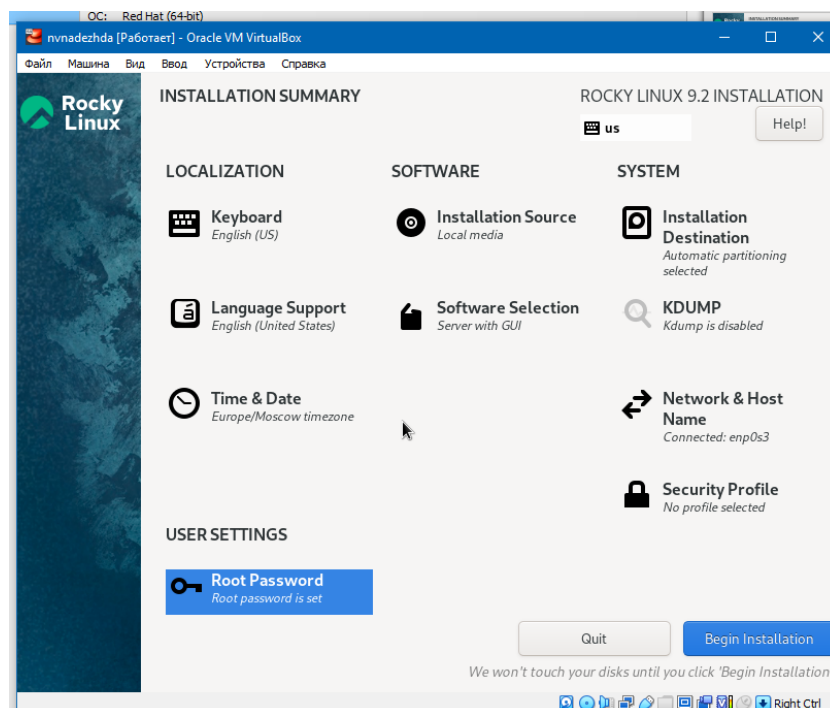 ОС: Red Hat (64-bit)
nvnadezhda [Работает] - Oracle VM VirtualBox
Файл Машина Вид Ввод Устройства Справка
Rocky
Linux
INSTALLATION SUMMARY
ROCKY LINUX 9.2 INSTALLATION
us
Help!
LOCALIZATION
Keyboard
English (US)
Language Support
English (United States)
Time & Date
Europe/Moscow timezone
SOFTWARE
Installation Source
Local media
Software Selection
Server with GUI
SYSTEM
Installation
Destination
Automatic partitioning
selected
KDUMP
Kdump is disabled
Network & Host
Name
Connected: enp0s3
Security Profile
No profile selected
USER SETTINGS
Root Password
Root password is set
Quit
Begin Installation
We won't touch your disks until you click 'Begin Installation
Right Ctrl